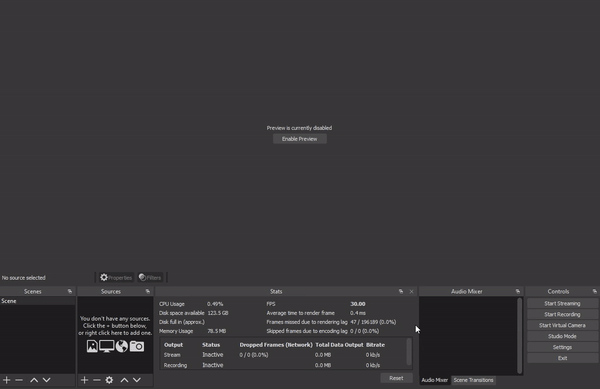 Preview is currently disabled
Enable Preview
No source selected
Properties
Filters
Scenes
Scene
Sources
You don't have any sources.
Click the + button below,
or right click here to add one.
Stats
CPU Usage 0.49%
Disk space available 123.5 GB
Disk full in (approx.)
Memory Usage 78.5 MB
FPS 30.00
Average time to render frame 0.4 ms
Frames missed due to rendering lag 47 / 196189 (0.0%)
Skipped frames due to encoding lag 0 / 0 (0.0%)
Output Status Dropped Frames (Network) Total Data Output Bitrate
Stream Inactive 0 / 0 (0.0%) 0.0 MB 0 kb/s
Recording Inactive 0.0 MB 0 kb/s
Reset
Audio Mixer
Audio Mixer Scene Transitions
Controls
Start Streaming
Start Recording
Start Virtual Camera
Studio Mode
Settings
Exit